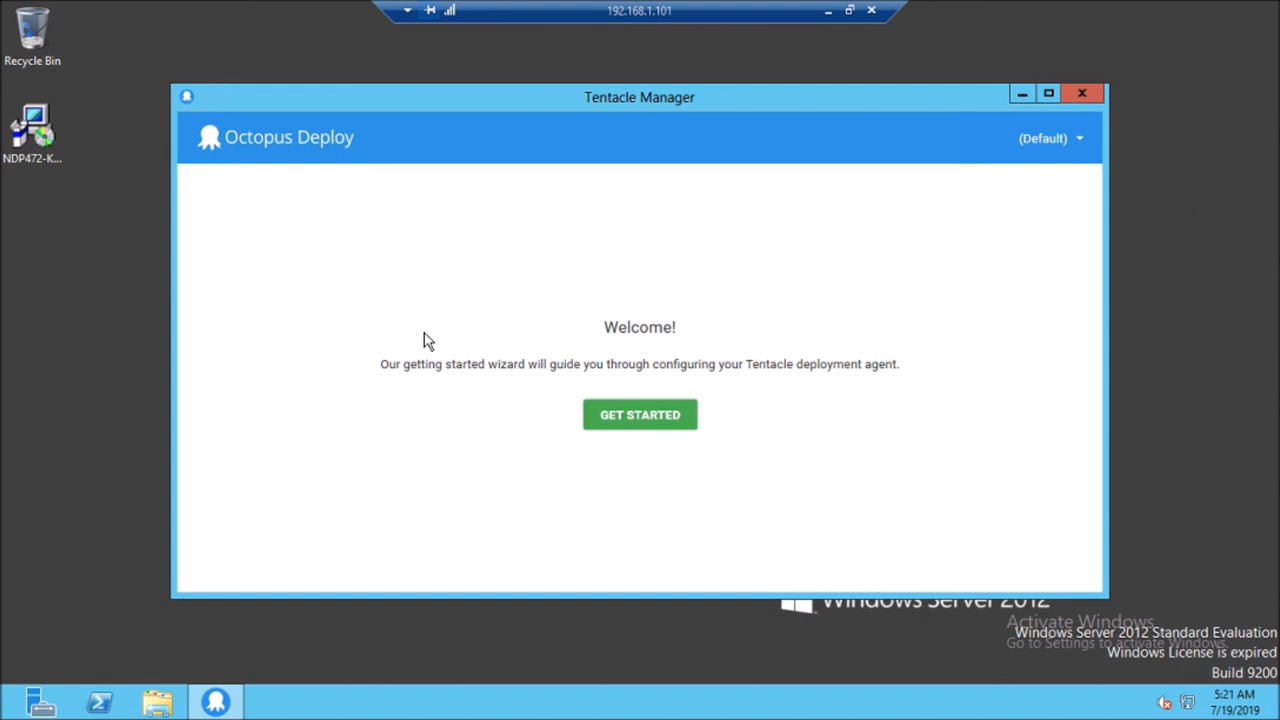 192.168.1.101
Recycle Bin
NDP472-K...
Tentacle Manager
Octopus Deploy
(Default)
Welcome!
Our getting started wizard will guide you through configuring your Tentacle deployment agent.
GET STARTED
Windows Server 2012
Activate Windows
Windows Server 2012 Standard Evaluation
Go to Settings to activate Windows.
Windows License is expired
Build 9200
5:21 AM
7/19/2019